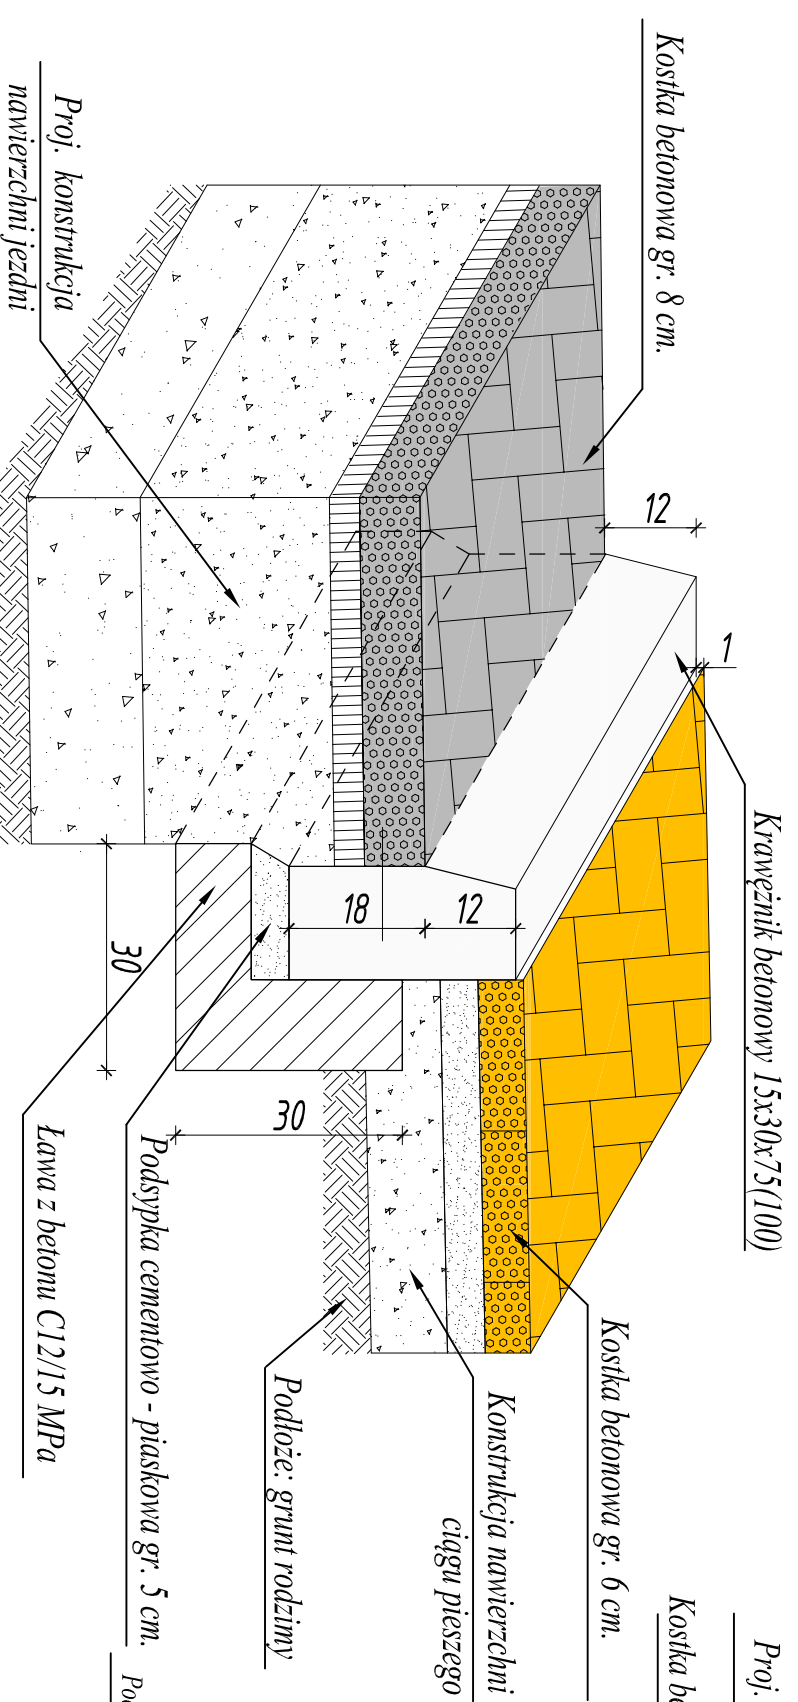 Kostka betonowa gr. 8 cm.
Proj. konstrukcja
nawierzchni jezdni
12
1
Krawężnik betonowy 15x30x75(100)
18
12
30
30
Kostka betonowa gr. 6 cm.
Konstrukcja nawierzchni
ciągu pieszego
Podłoże: grunt rodzimy
Podsypka cementowo - piaskowa gr. 5 cm.
Ława z betonu C12/15 MPa
Proj.
Kostka be